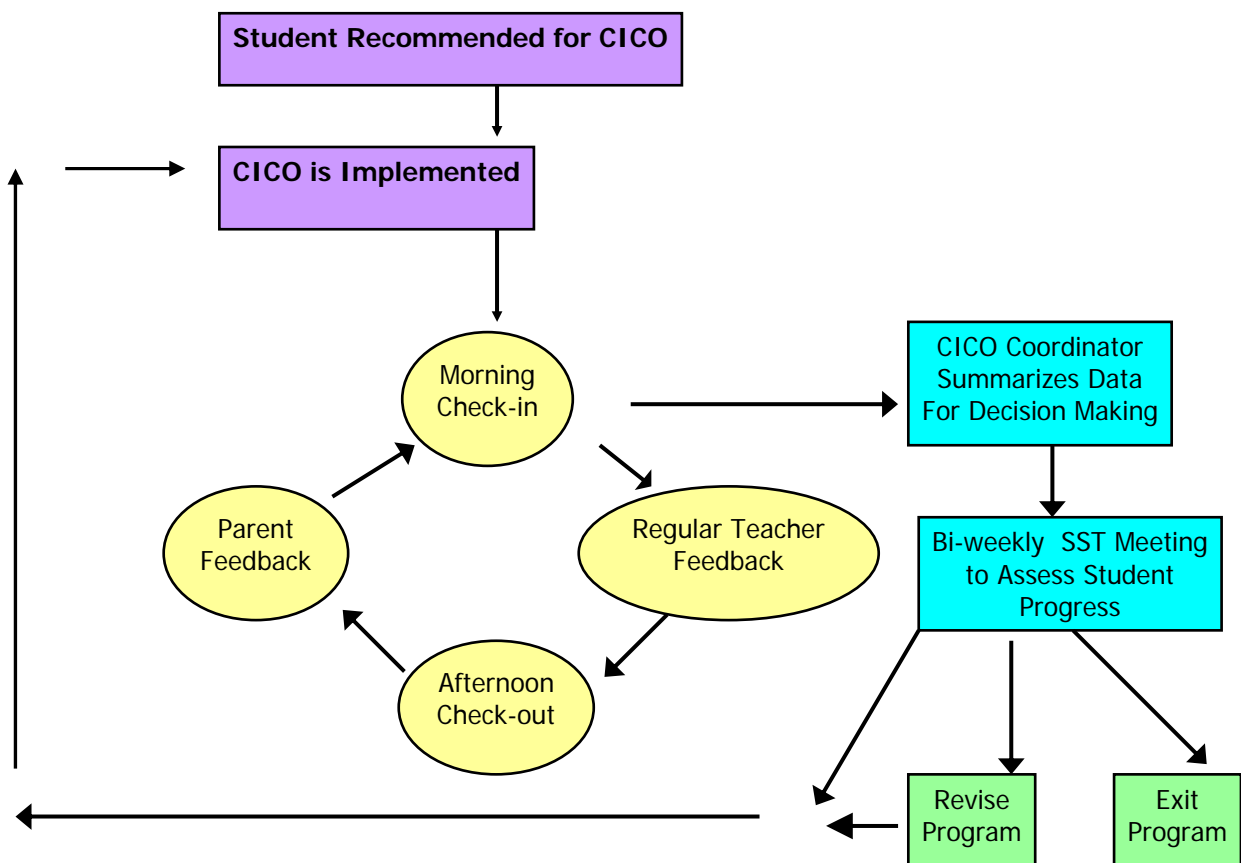 Student Recommended for CICO
CICO is Implemented
Morning
Check-in
CICO Coordinator
Summarizes Data
For Decision Making
Parent
Feedback
Regular Teacher
Feedback
Bi-weekly SST Meeting
to Assess Student
Progress
Afternoon
Check-out
Revise
Program
Exit
Program